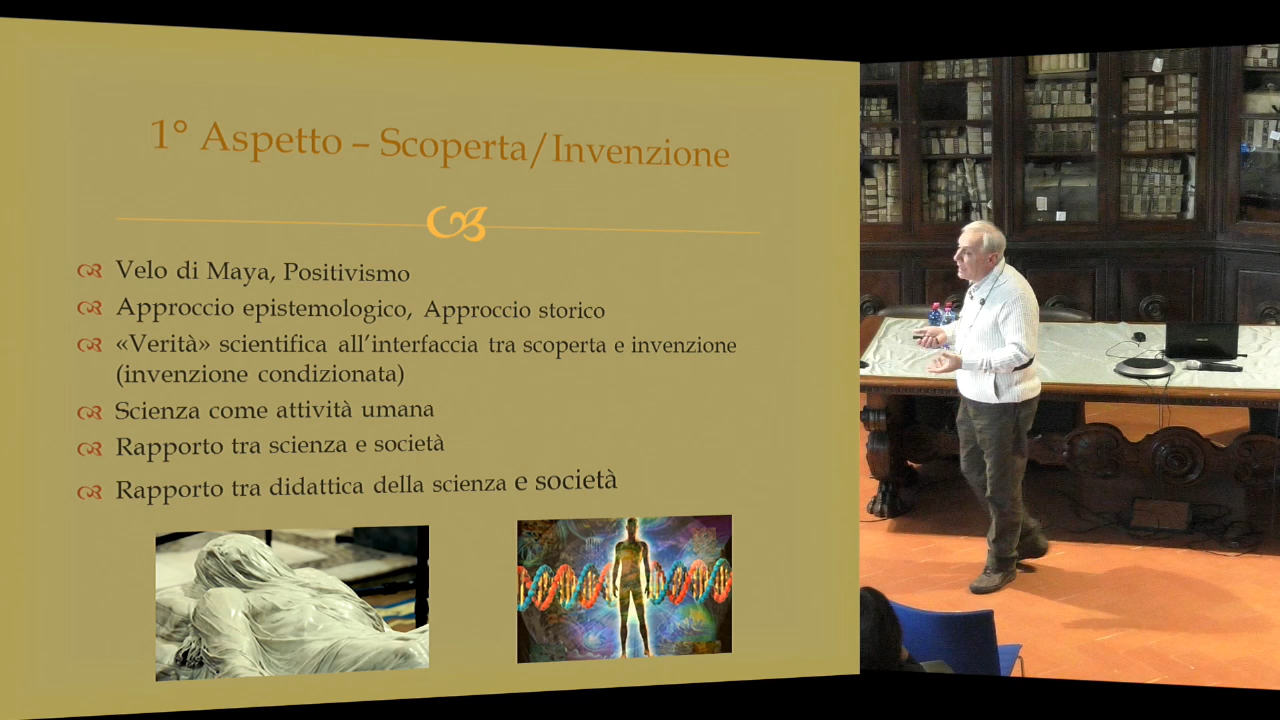 1° Aspetto – Scoperta/Invenzione
Velo di Maya, Positivismo
Approccio epistemologico, Approccio storico
«Verità» scientifica all’interfaccia tra scoperta e invenzione
(invenzione condizionata)
Scienza come attività umana
Rapporto tra scienza e società
Rapporto tra didattica della scienza e società